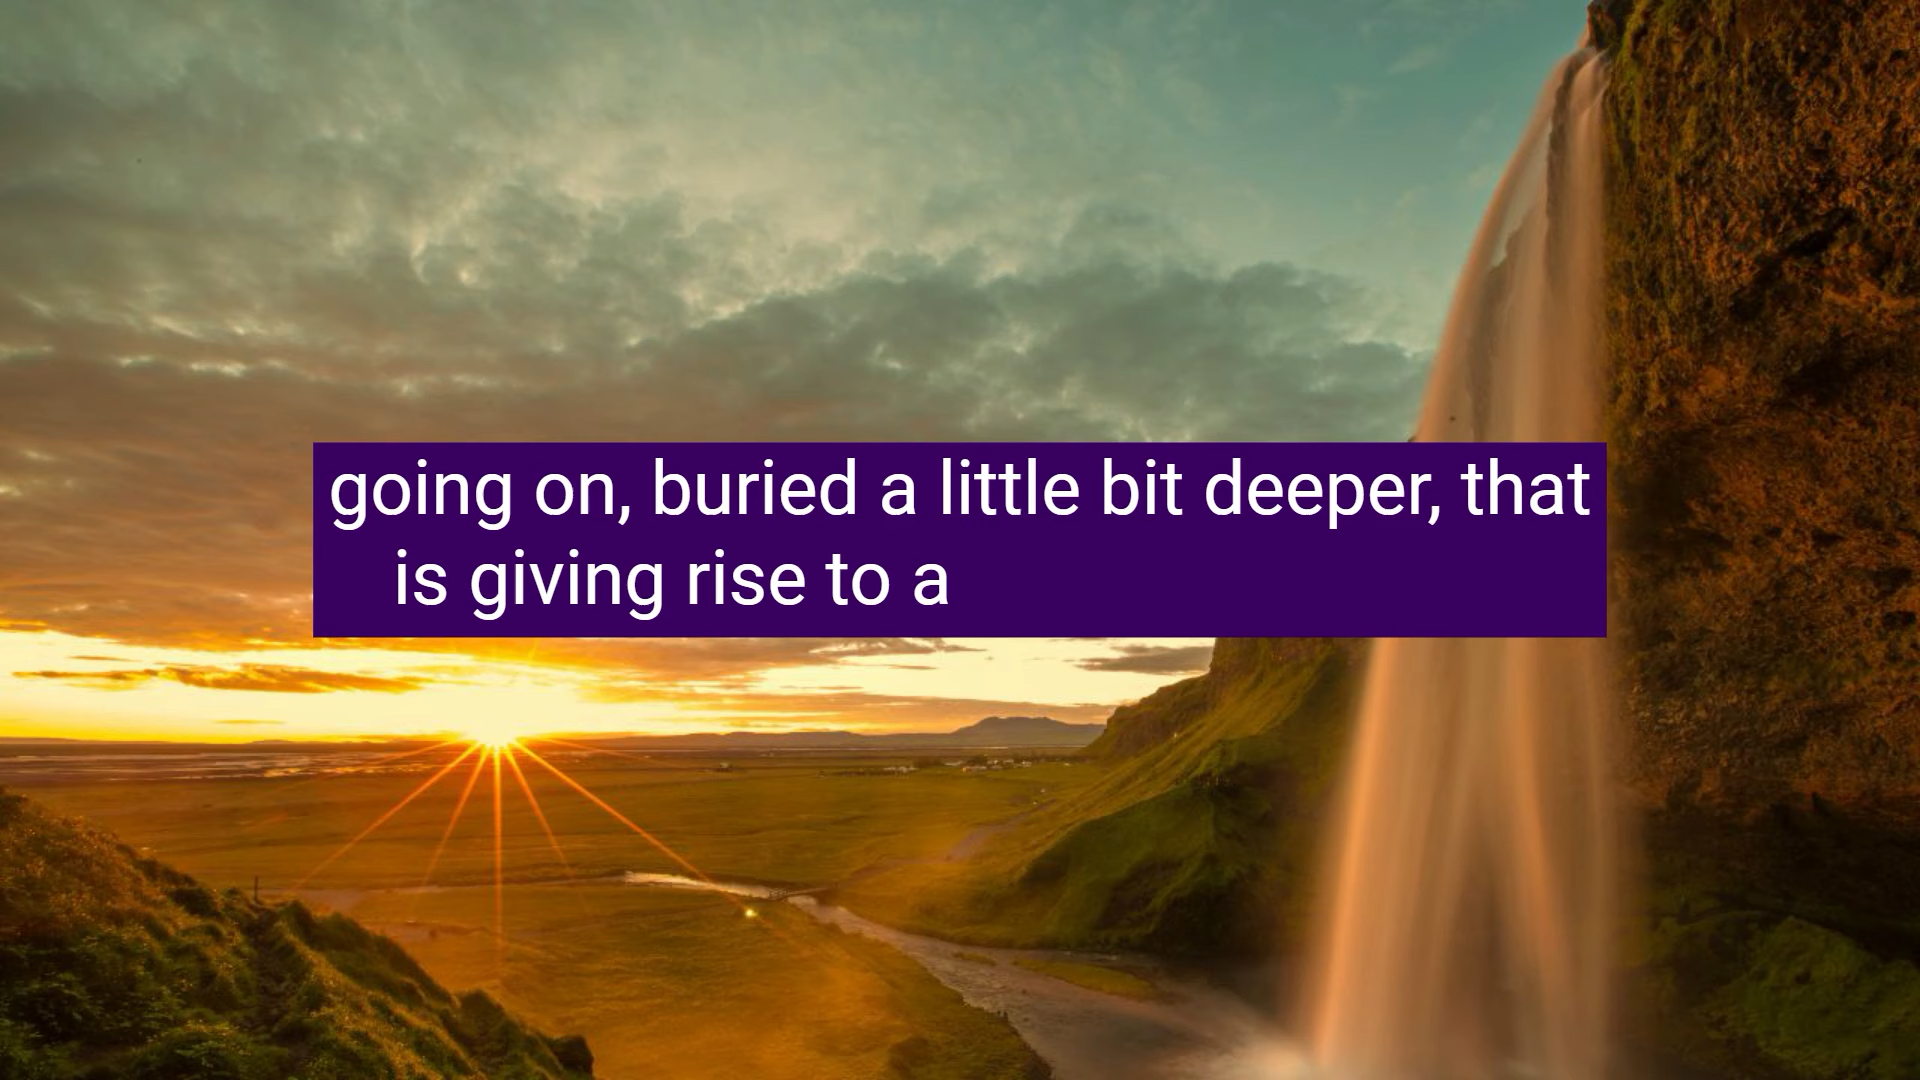 going on, buried a little bit deeper, that
is giving rise to a